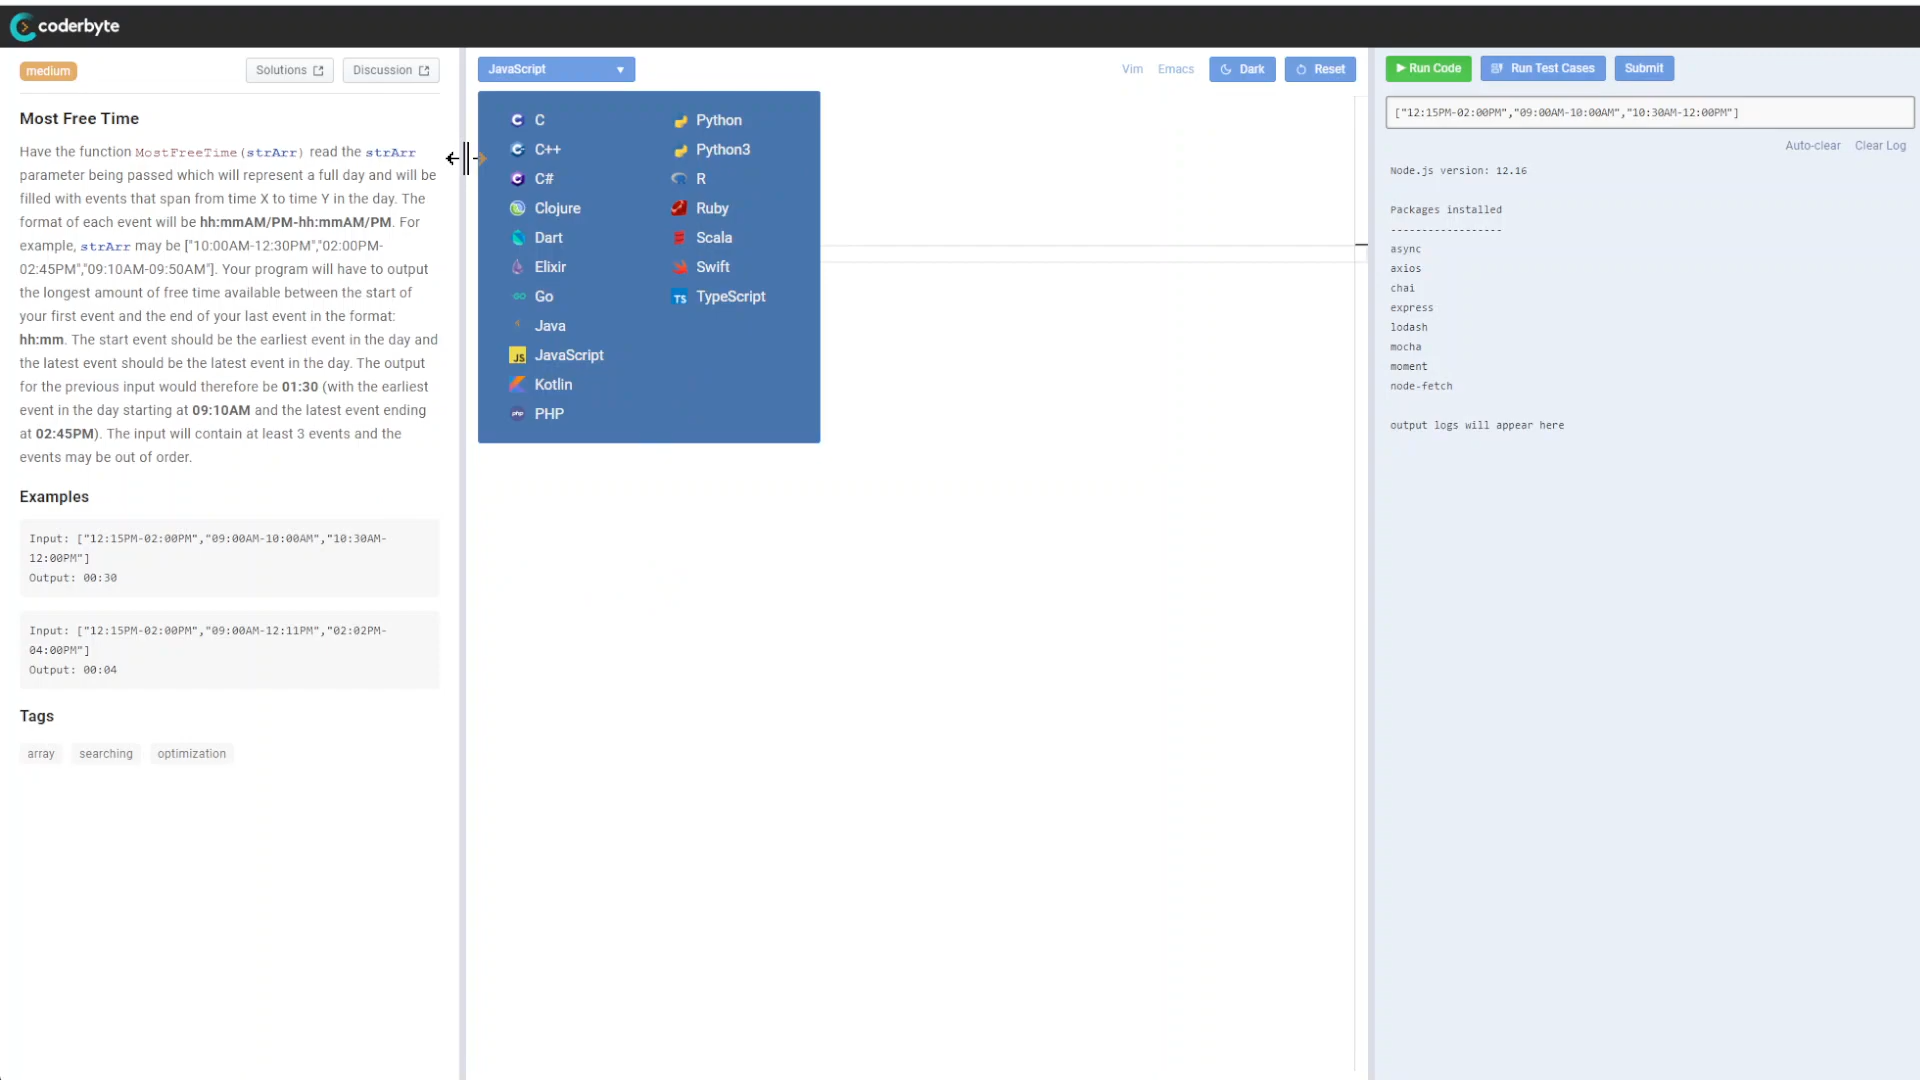 coderbyte
medium
Solutions
Discussion
Most Free Time
Have the function MostFreeTime(strArr) read the strArr
parameter being passed which will represent a full day and will be
filled with events that span from time X to time Y in the day. The
format of each event will be hh:mmAM/PM-hh:mmAM/PM. For
example, strArr may be ["10:00AM-12:30PM","02:00PM-
02:45PM","09:10AM-09:50AM"]. Your program will have to output
the longest amount of free time available between the start of
your first event and the end of your last event in the format:
hh:mm. The start event should be the earliest event in the day and
the latest event should be the latest event in the day. The output
for the previous input would therefore be 01:30 (with the earliest
event in the day starting at 09:10AM and the latest event ending
at 02:45PM). The input will contain at least 3 events and the
events may be out of order.
Examples
Input: ["12:15PM-02:00PM","09:00AM-10:00AM","10:30AM-
12:00PM"]
Output: 00:30
Input: ["12:15PM-02:00PM","09:00AM-12:11PM","02:02PM-
04:00PM"]
Output: 00:04
Tags
array searching optimization
JavaScript
Vim Emacs Dark Reset
C
C++
C#
Clojure
Dart
Elixir
Go
Java
JS JavaScript
Kotlin
php PHP
Python
Python3
R
Ruby
Scala
Swift
TS TypeScript
Run Code Run Test Cases Submit
["12:15PM-02:00PM","09:00AM-10:00AM","10:30AM-12:00PM"]
Auto-clear Clear Log
Node.js version: 12.16
Packages installed
------------------
async
axios
chai
express
lodash
mocha
moment
node-fetch
output logs will appear here